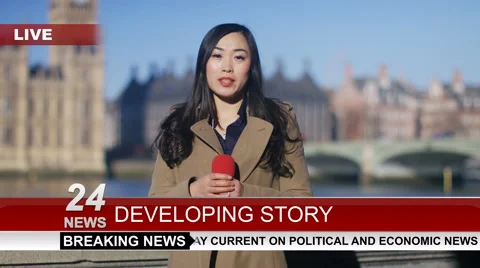 LIVE
24
NEWS
DEVELOPING STORY
BREAKING NEWS
AY CURRENT ON POLITICAL AND ECONOMIC NEWS